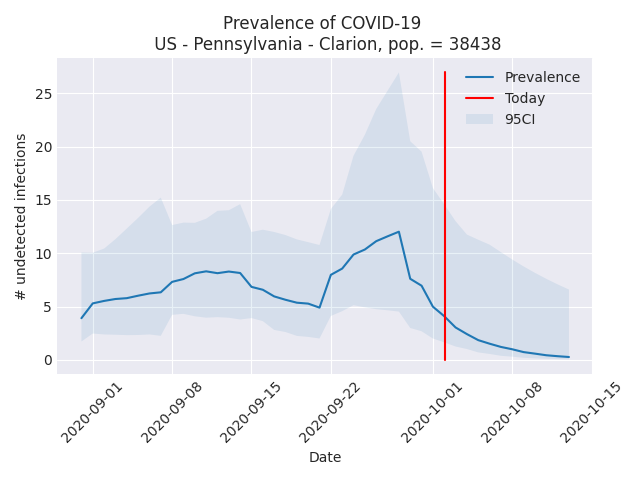 Prevalence of COVID-19
US - Pennsylvania - Clarion, pop. = 38438
# undetected infections
25
20
15
10
5
0
Prevalence
Today
95CI
2020-09-01
2020-09-08
2020-09-15
2020-09-22
2020-10-01
2020-10-08
2020-10-15
Date